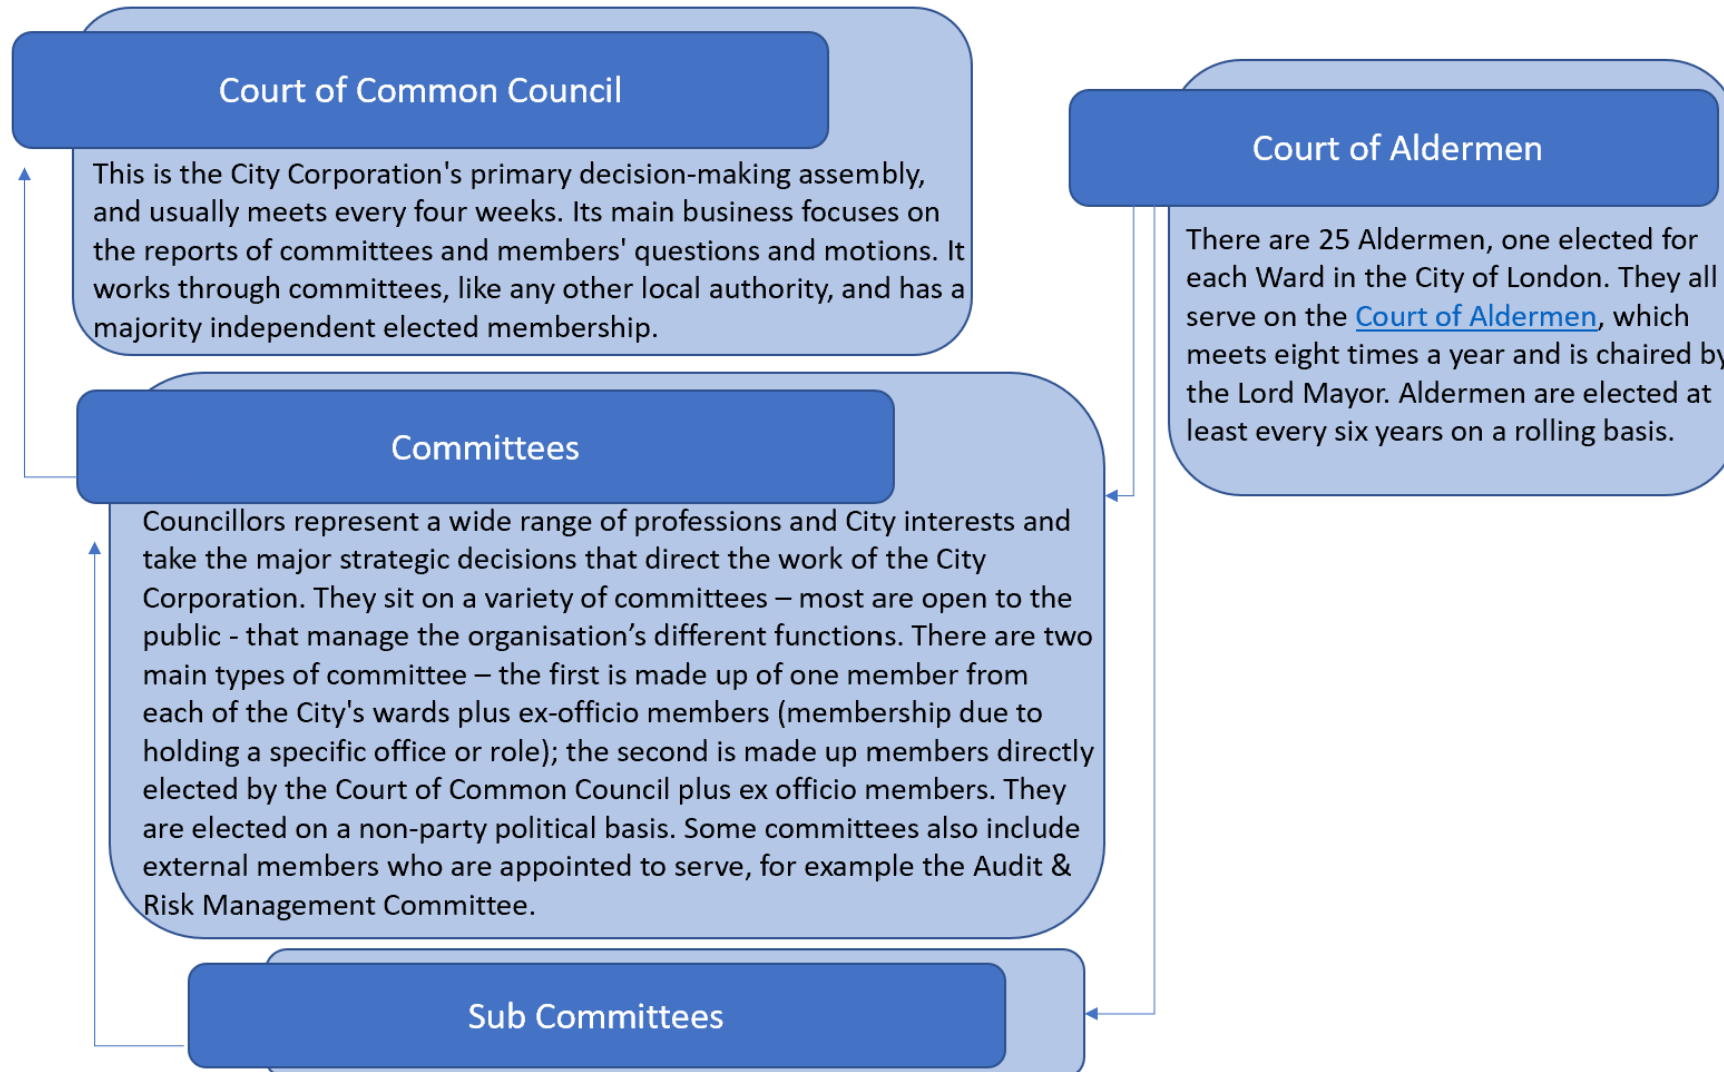 Court of Common Council
This is the City Corporation's primary decision-making assembly,
and usually meets every four weeks. Its main business focuses on
the reports of committees and members' questions and motions. It
works through committees, like any other local authority, and has a
majority independent elected membership.
Court of Aldermen
There are 25 Aldermen, one elected for
each Ward in the City of London. They all
serve on the Court of Aldermen, which
meets eight times a year and is chaired by
the Lord Mayor. Aldermen are elected at
least every six years on a rolling basis.
Committees
Councillors represent a wide range of professions and City interests and
take the major strategic decisions that direct the work of the City
Corporation. They sit on a variety of committees – most are open to the
public - that manage the organisation’s different functions. There are two
main types of committee – the first is made up of one member from
each of the City's wards plus ex-officio members (membership due to
holding a specific office or role); the second is made up members directly
elected by the Court of Common Council plus ex officio members. They
are elected on a non-party political basis. Some committees also include
external members who are appointed to serve, for example the Audit &
Risk Management Committee.
Sub Committees